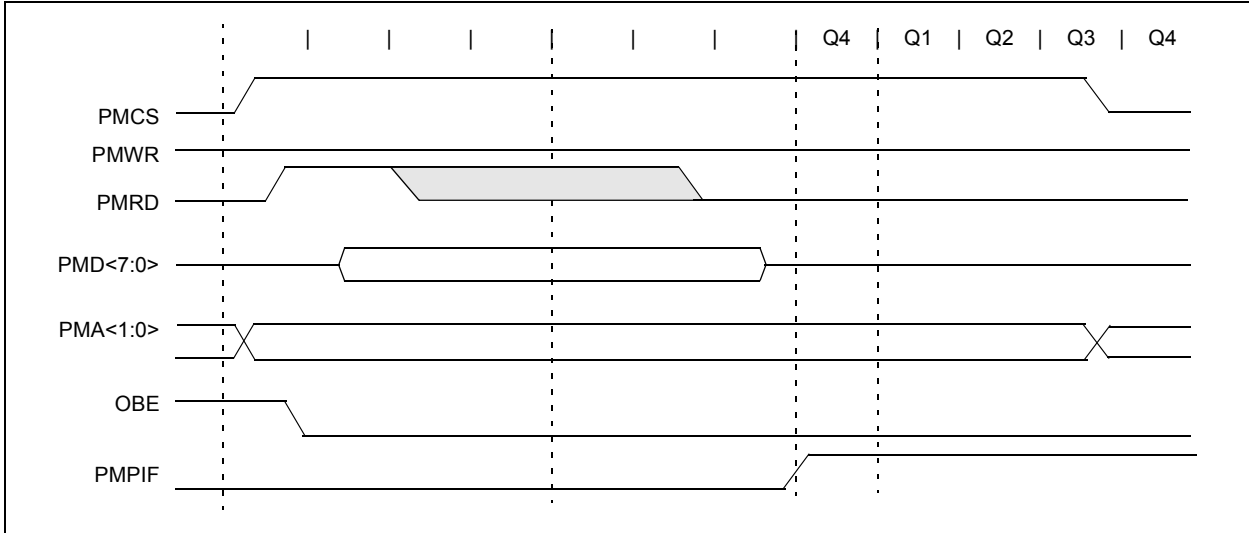 | | | | | | | Q4 | Q1 | Q2 | Q3 | Q4
PMCS
PMWR
PMRD
PMD<7:0>
PMA<1:0>
OBE
PMPIF